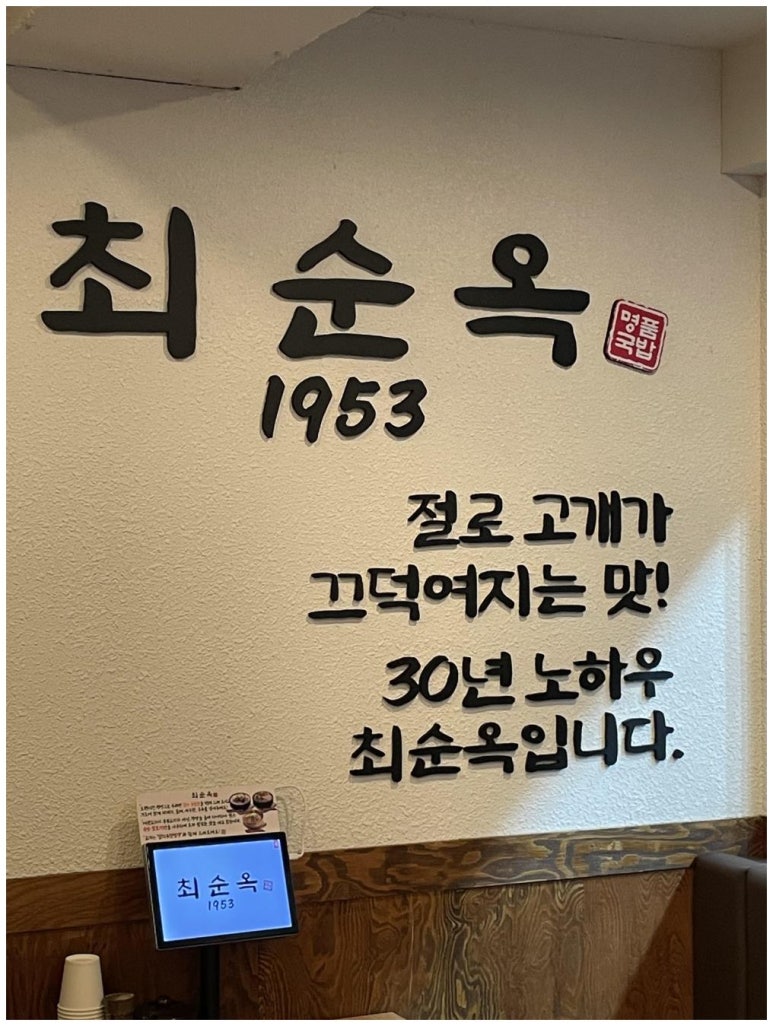 최순옥
명품
국밥
1953
절로 고개가
끄덕여지는 맛!
30년 노하우
최순옥입니다.
최순옥
최순옥
1953